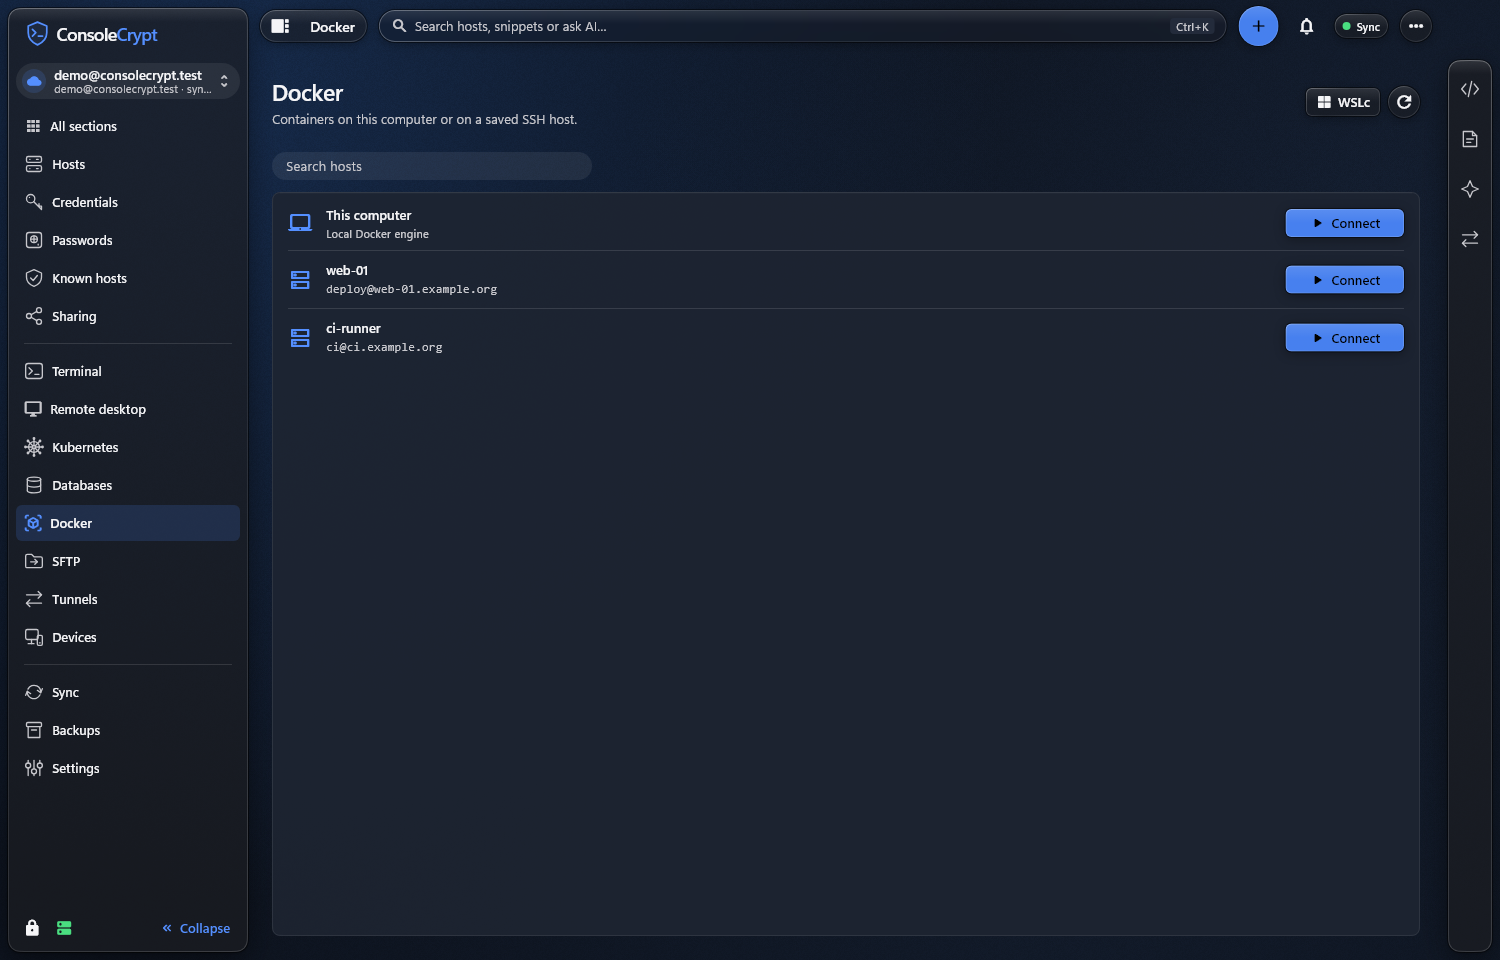 ConsoleCrypt
demo@consolecrypt.test
demo@consolecrypt.test · syn...
All sections
Hosts
Credentials
Passwords
Known hosts
Sharing
Terminal
Remote desktop
Kubernetes
Databases
Docker
SFTP
Tunnels
Devices
Sync
Backups
Settings
« Collapse
Docker
Search hosts, snippets or ask AI...
Ctrl+K
Sync
Docker
Containers on this computer or on a saved SSH host.
WSLc
Search hosts
This computer
Local Docker engine
Connect
web-01
deploy@web-01.example.org
Connect
ci-runner
ci@ci.example.org
Connect